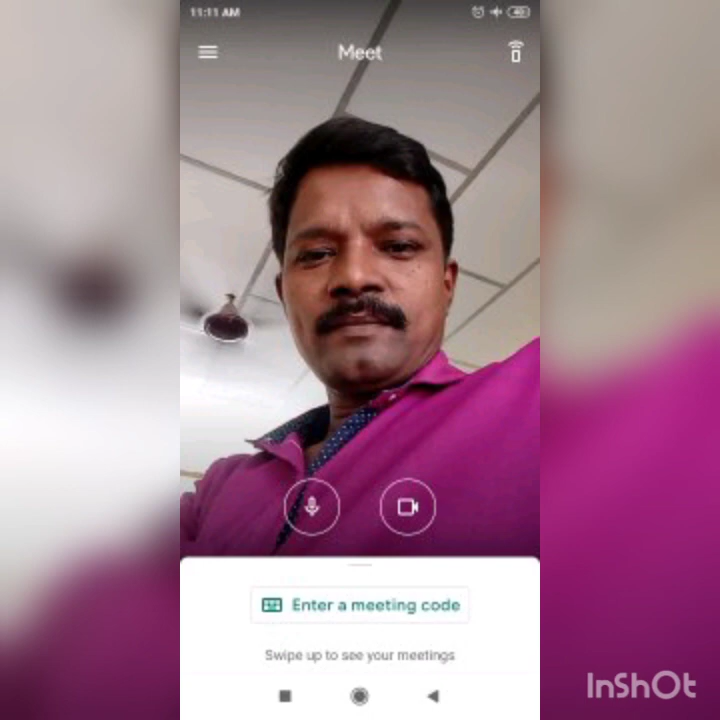 11:11 AM
Meet
Enter a meeting code
Swipe up to see your meetings
InShOt